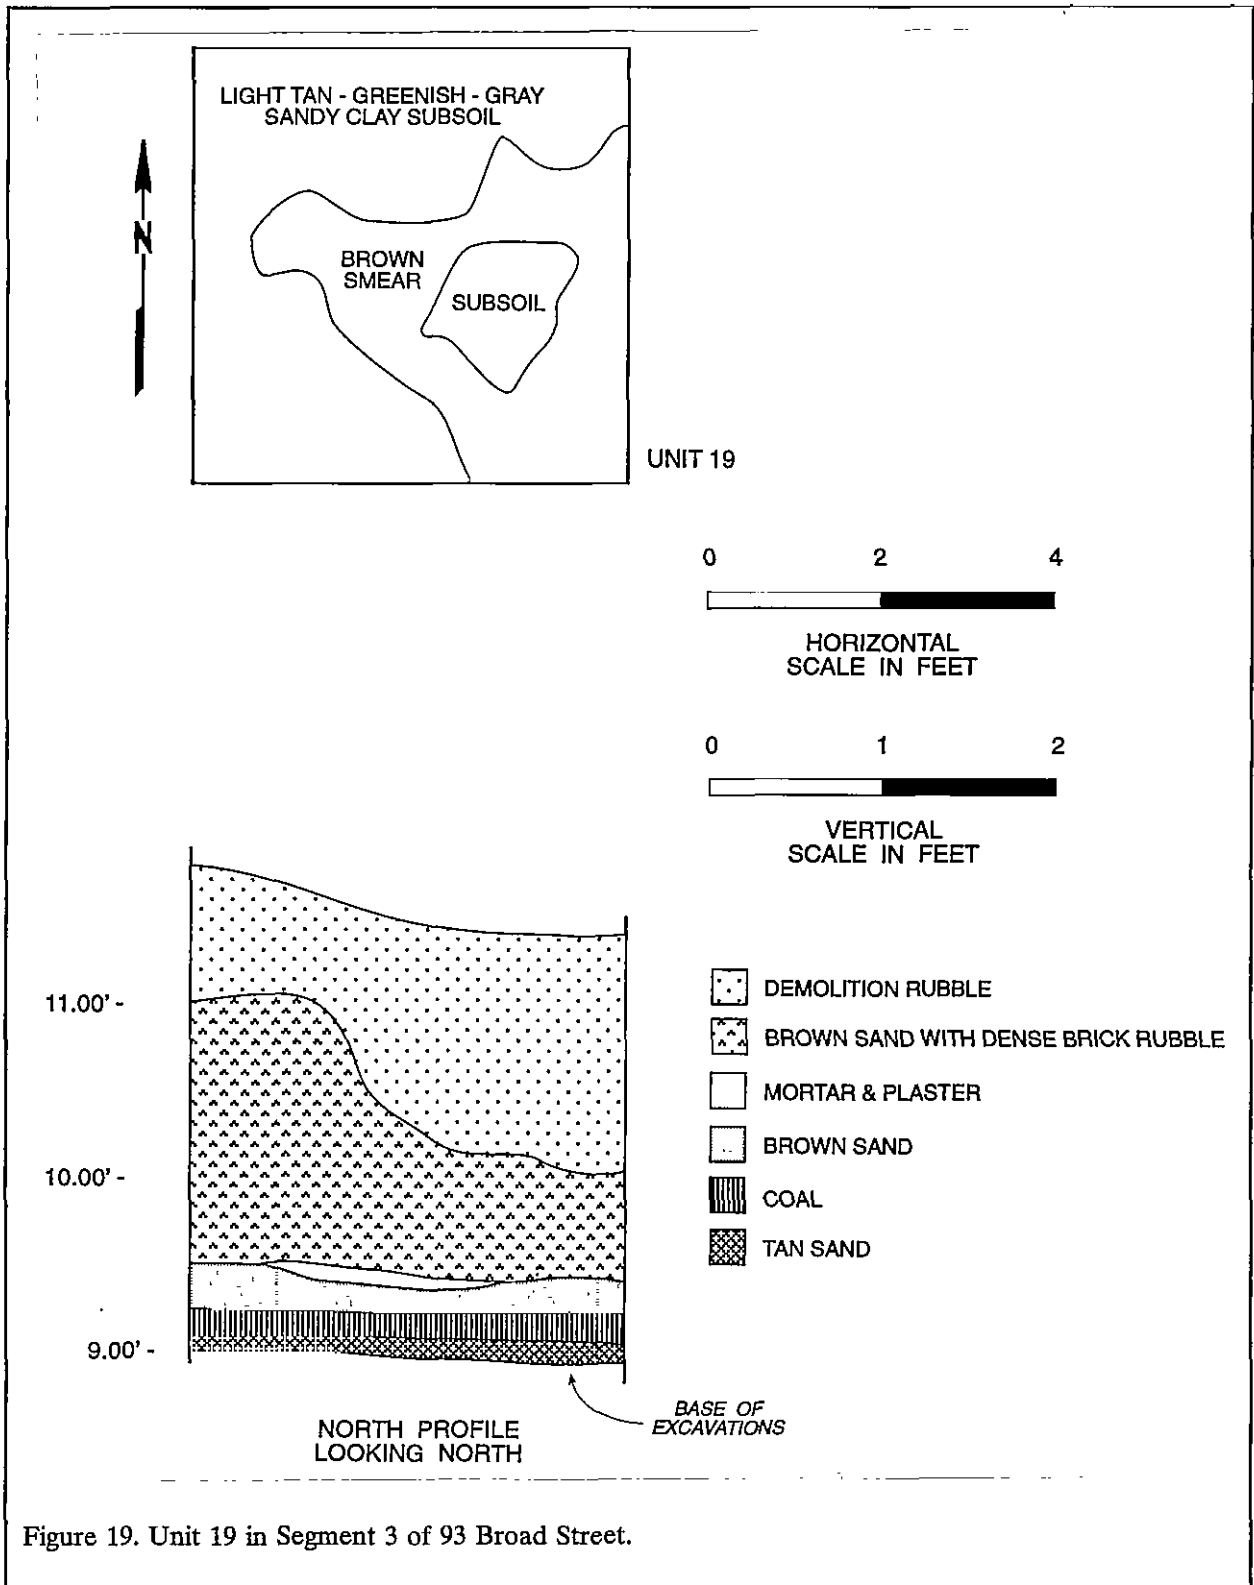 LIGHT TAN - GREENISH - GRAY
SANDY CLAY SUBSOIL
N
BROWN
SMEAR
SUBSOIL
UNIT 19
0 2 4
HORIZONTAL
SCALE IN FEET
0 1 2
VERTICAL
SCALE IN FEET
11.00' -
10.00' -
9.00' -
DEMOLITION RUBBLE
BROWN SAND WITH DENSE BRICK RUBBLE
MORTAR & PLASTER
BROWN SAND
COAL
TAN SAND
BASE OF
EXCAVATIONS
NORTH PROFILE
LOOKING NORTH
Figure 19. Unit 19 in Segment 3 of 93 Broad Street.